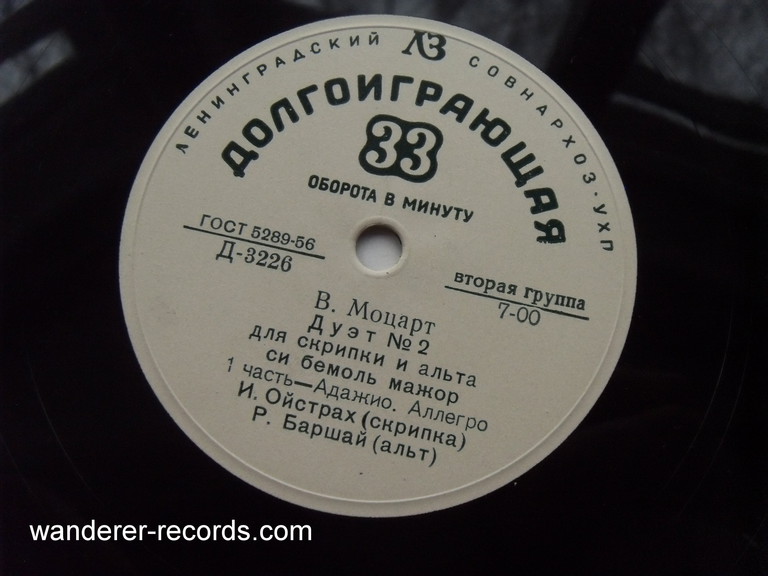 ЛЕНИНГРАДСКИЙ ЛЗ СОВНАРХОЗ·УХП
ДОЛГОИГРАЮЩАЯ
33
ОБОРОТА В МИНУТУ
ГОСТ 5289-56
Д-3226
вторая группа
7-00
В. Моцарт
Дуэт № 2
для скрипки и альта
си бемоль мажор
1 часть—Адажио. Аллегро
И. Ойстрах (скрипка)
Р. Баршай (альт)
wanderer-records.com